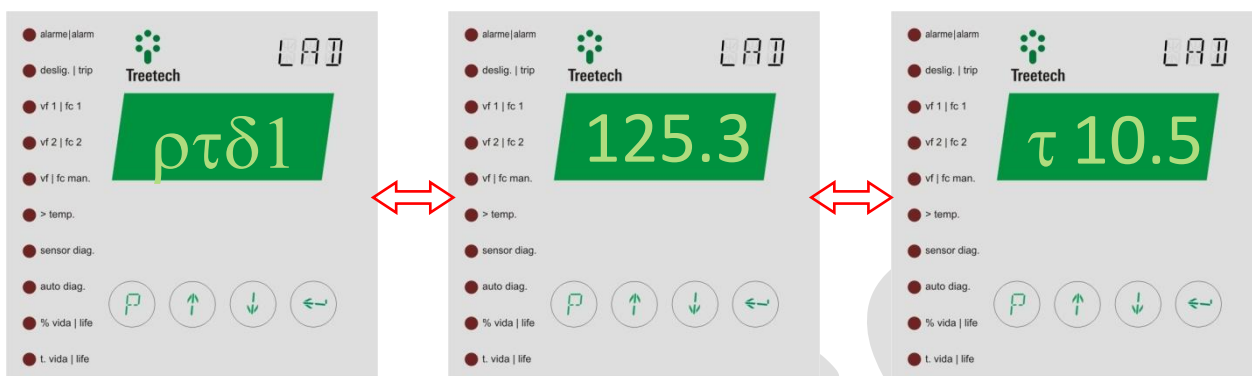 alarme|alarm
LAD
Treetech
deslig. | trip
vf 1 | fc 1
ρτδ1
vf 2 | fc 2
vf | fc man.
> temp.
sensor diag.
auto diag.
P
% vida | life
t. vida | life
alarme|alarm
LAD
Treetech
deslig. | trip
vf 1 | fc 1
125.3
vf 2 | fc 2
vf | fc man.
> temp.
sensor diag.
auto diag.
P
% vida | life
t. vida | life
alarme|alarm
LAD
Treetech
deslig. | trip
vf 1 | fc 1
τ 10.5
vf 2 | fc 2
vf | fc man.
> temp.
sensor diag.
auto diag.
P
% vida | life
t. vida | life